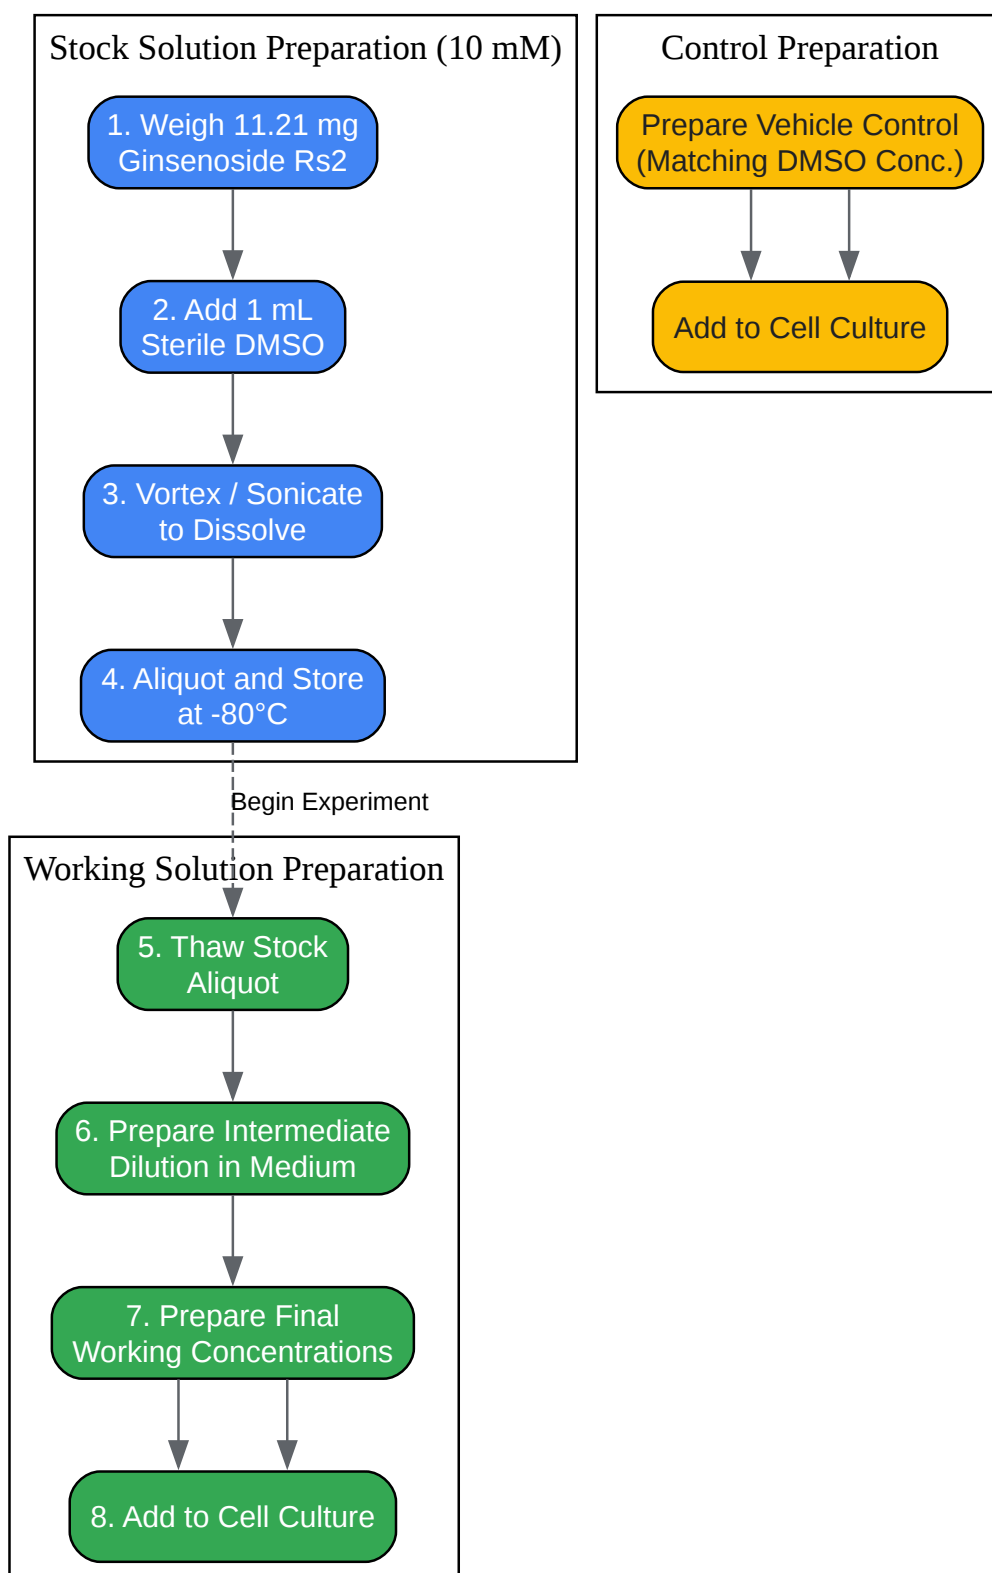 Stock Solution Preparation (10 mM)
1. Weigh 11.21 mg
Ginsenoside Rs2
2. Add 1 mL
Sterile DMSO
3. Vortex / Sonicate
to Dissolve
4. Aliquot and Store
at -80°C
Control Preparation
Prepare Vehicle Control
(Matching DMSO Conc.)
Add to Cell Culture
Begin Experiment
Working Solution Preparation
5. Thaw Stock
Aliquot
6. Prepare Intermediate
Dilution in Medium
7. Prepare Final
Working Concentrations
8. Add to Cell Culture